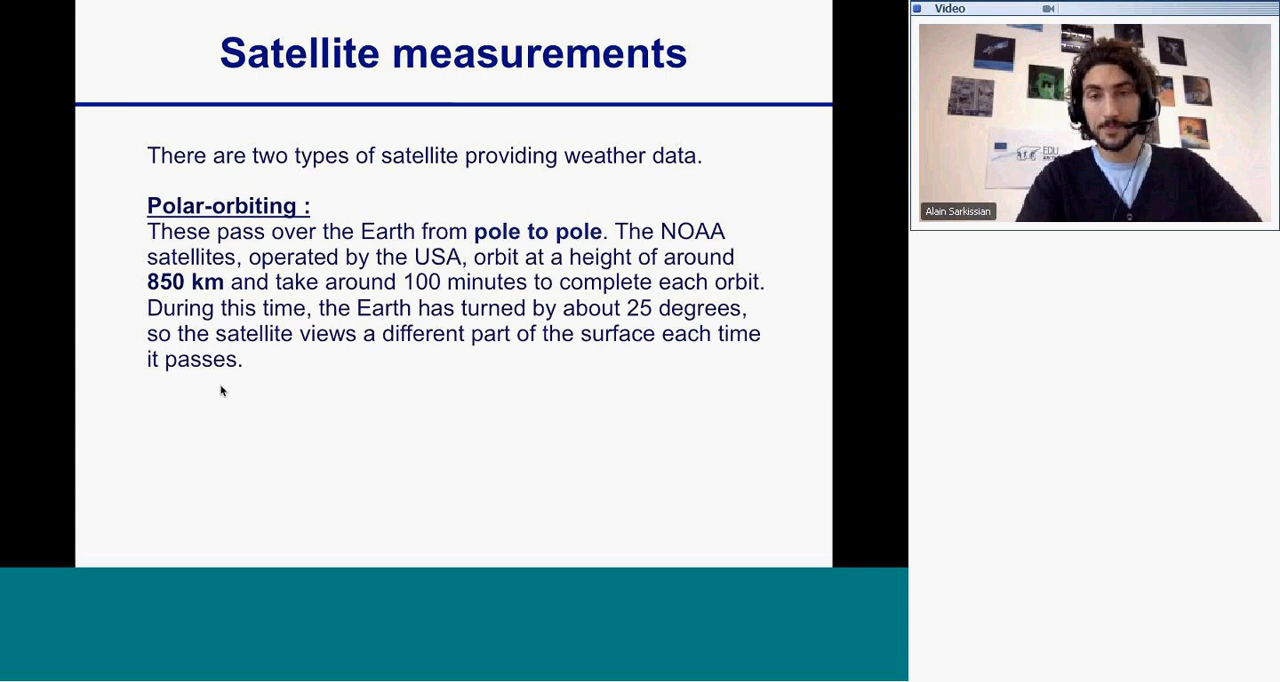 Satellite measurements
There are two types of satellite providing weather data.
Polar-orbiting :
These pass over the Earth from pole to pole. The NOAA
satellites, operated by the USA, orbit at a height of around
850 km and take around 100 minutes to complete each orbit.
During this time, the Earth has turned by about 25 degrees,
so the satellite views a different part of the surface each time
it passes.
Video
EDU
Alain Sarkissian